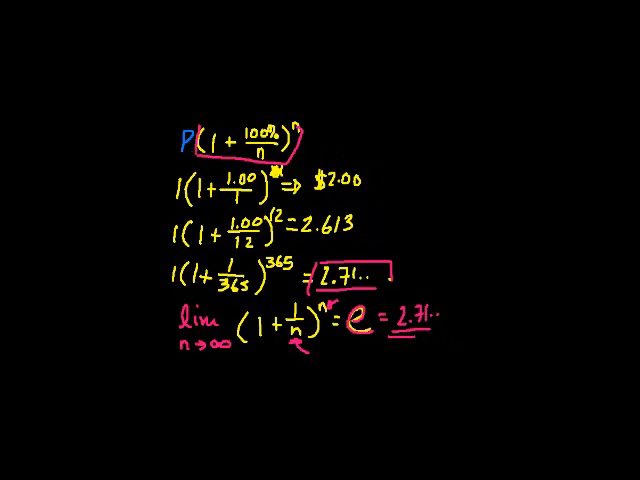 P(1 + 100%/n)^n
1(1 + 1.00/1) ⇒ $2.00
1(1 + 1.00/12)^12 = 2.613
1(1 + 1/365)^365 = 2.71..
lim n→∞ (1 + 1/n)^n = e = 2.71..